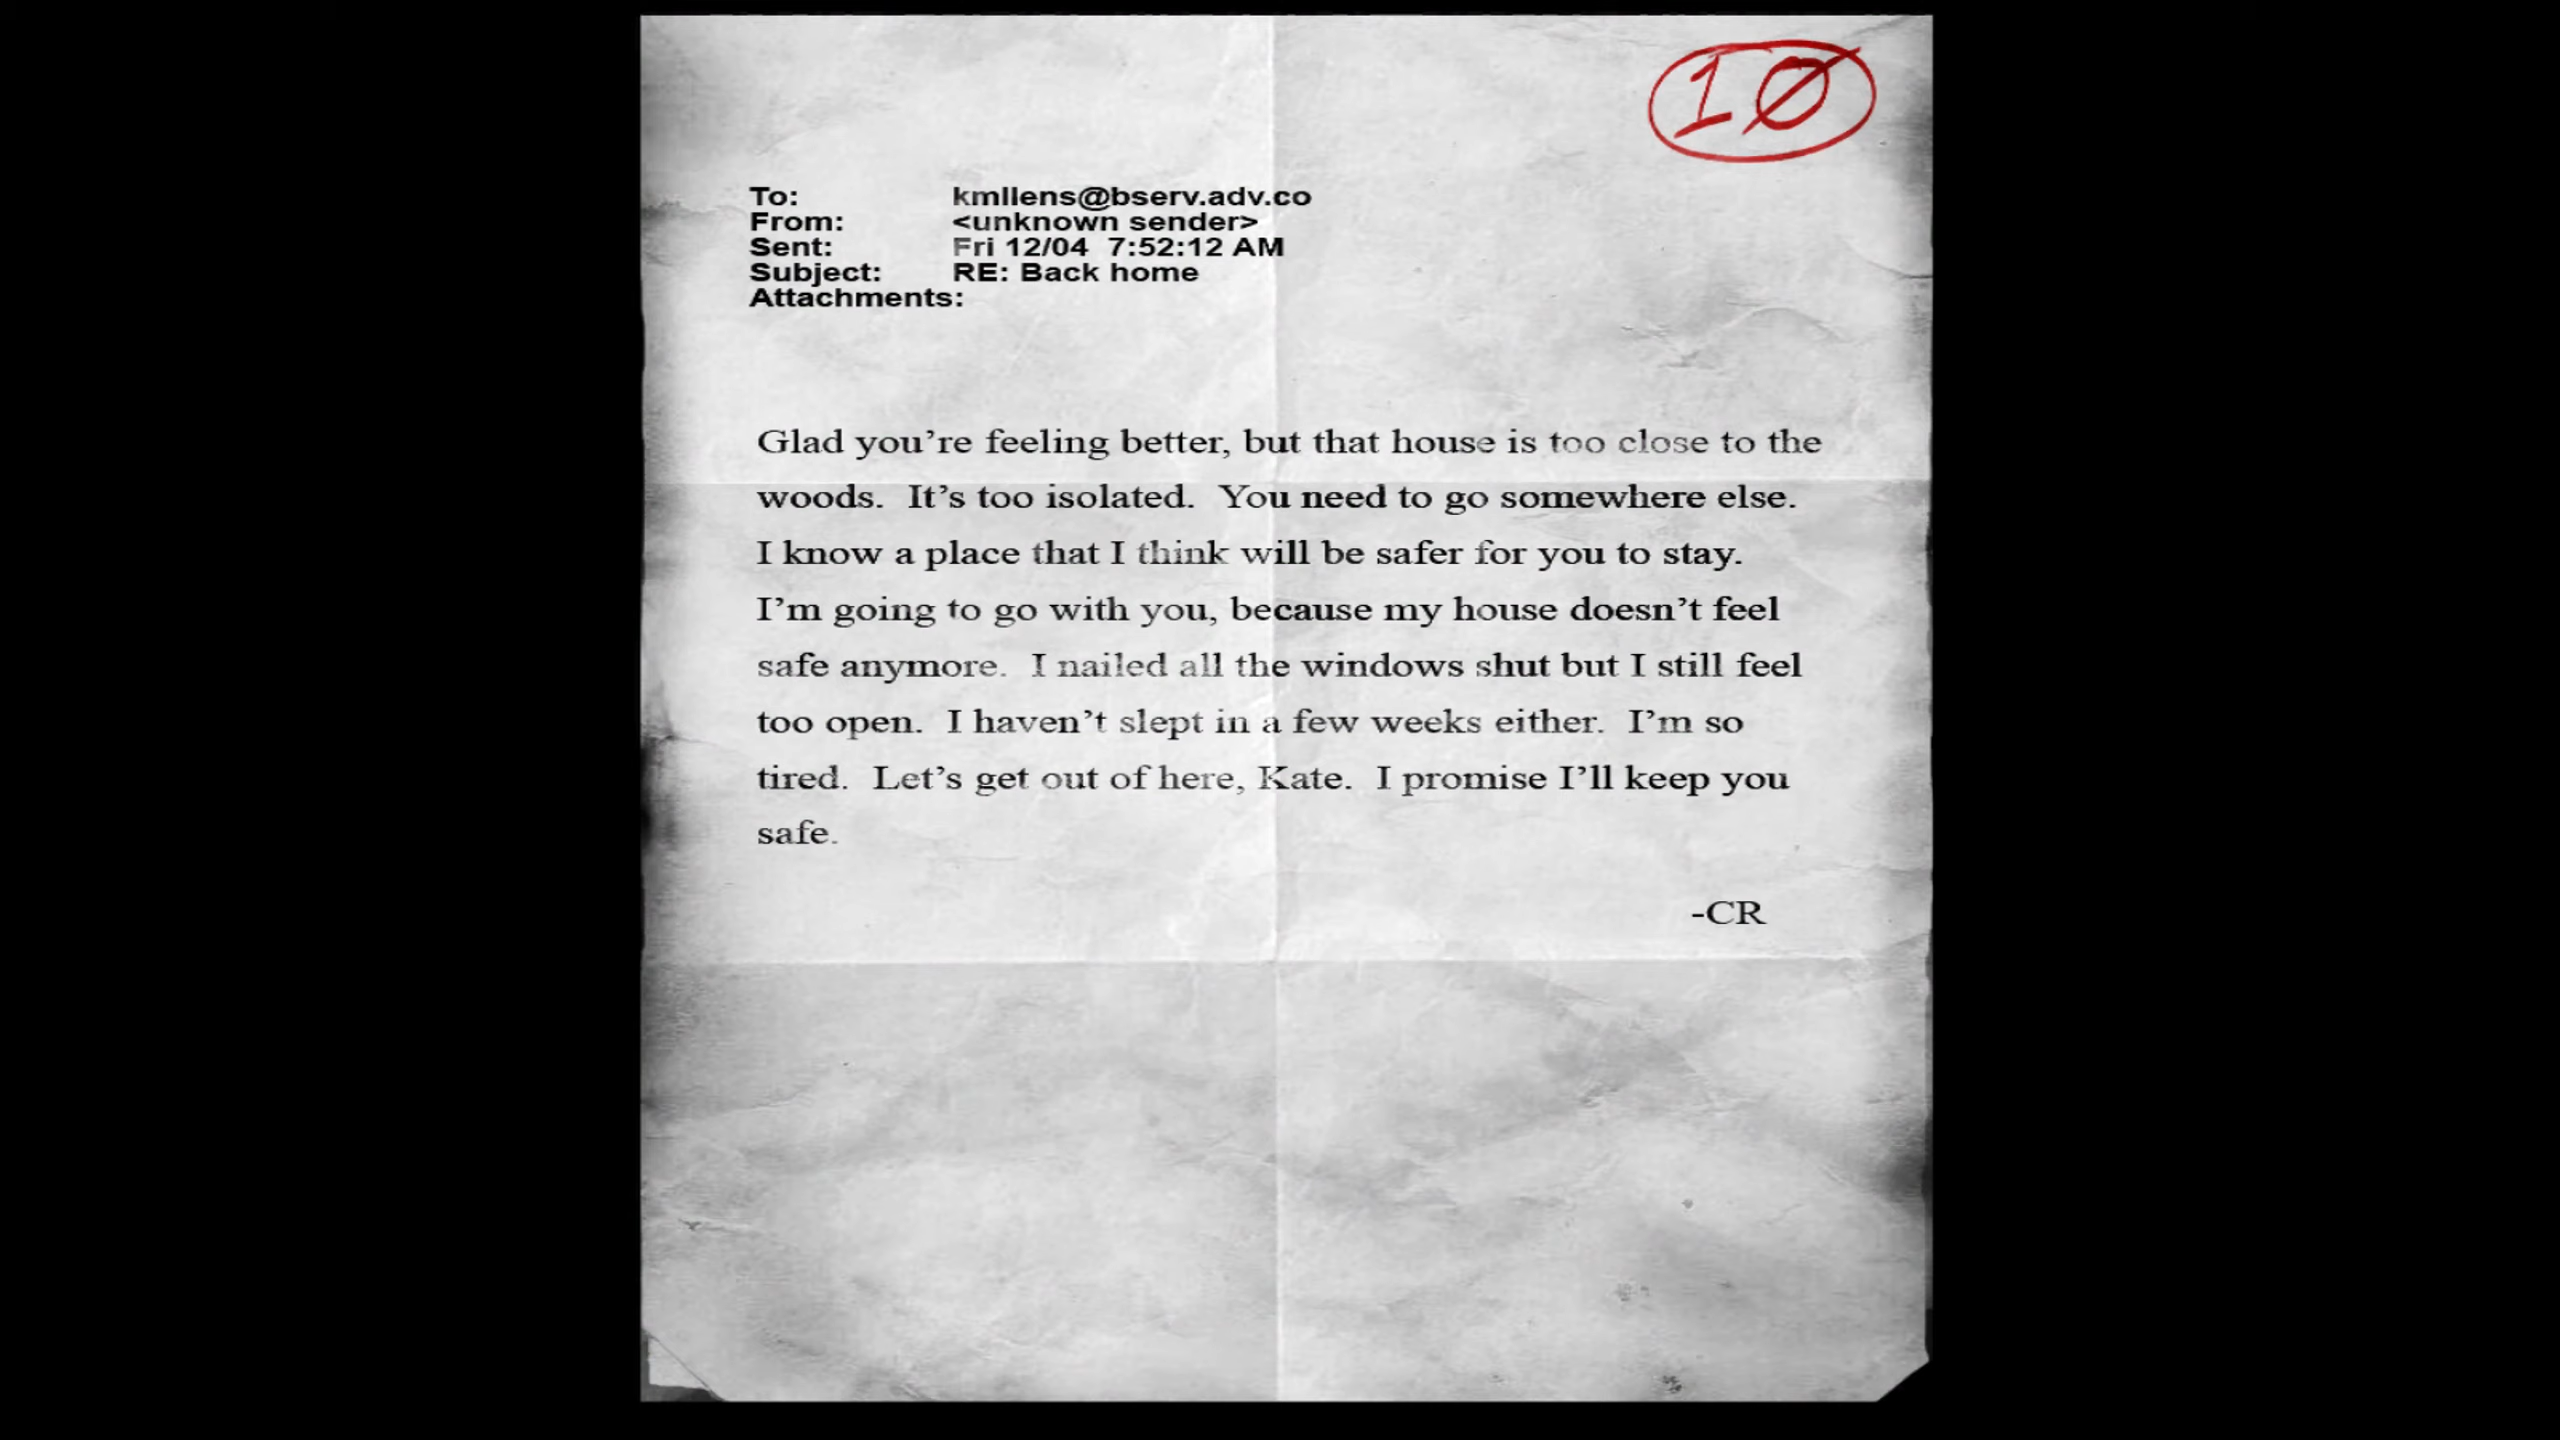 10
To: kmllens@bserv.adv.co
From: <unknown sender>
Sent: Fri 12/04  7:52:12 AM
Subject: RE: Back home
Attachments:
Glad you’re feeling better, but that house is too close to the
woods.  It’s too isolated.  You need to go somewhere else.
I know a place that I think will be safer for you to stay.
I’m going to go with you, because my house doesn’t feel
safe anymore.  I nailed all the windows shut but I still feel
too open.  I haven’t slept in a few weeks either.  I’m so
tired.  Let’s get out of here, Kate.  I promise I’ll keep you
safe.
-CR